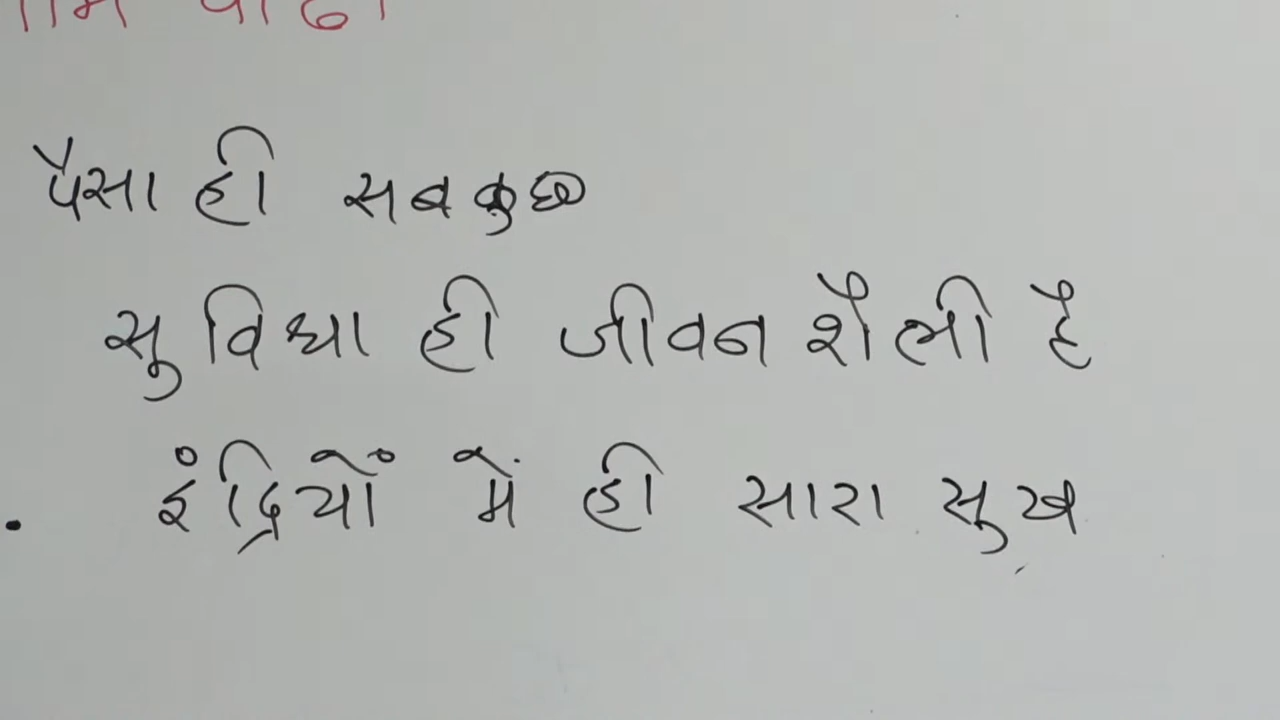 पैसा ही सबकुछ
सुविधा ही जीवन शैली है
इंद्रियों में ही सारा सुख